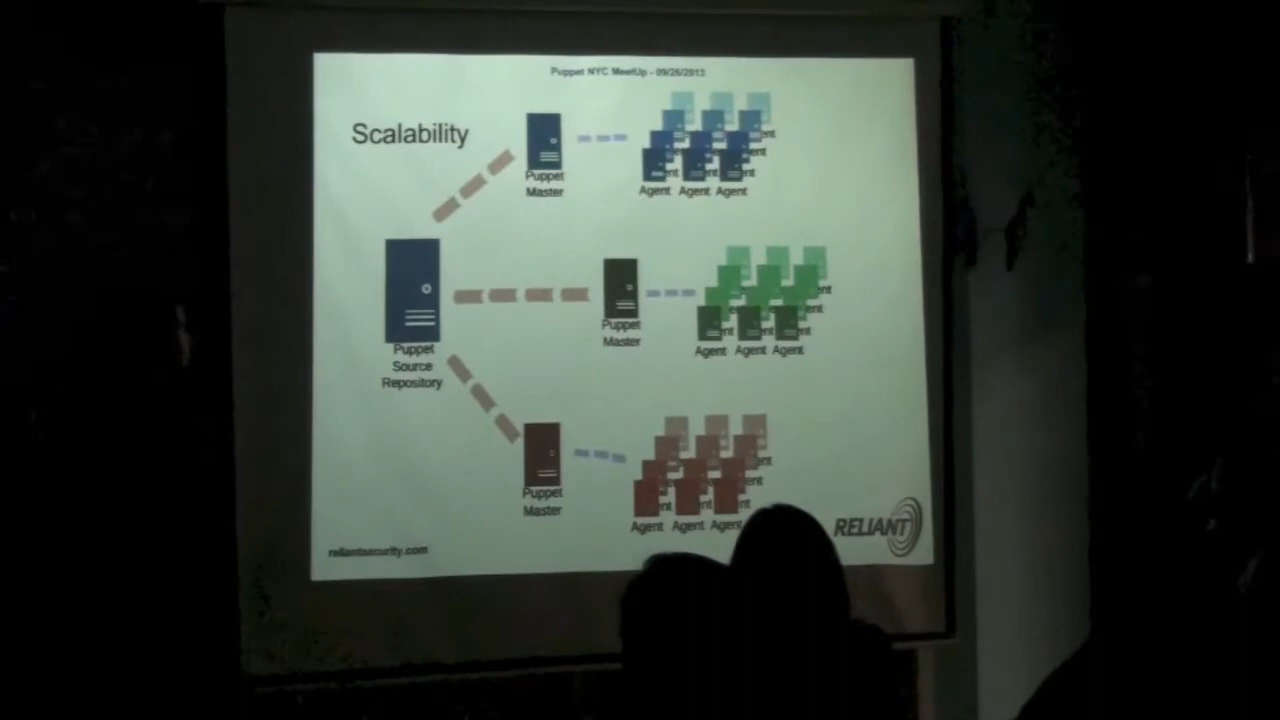 Puppet NYC MeetUp - 09/26/2013
Scalability
Puppet
Master
Agent Agent Agent
Puppet
Source
Repository
Puppet
Master
Agent Agent Agent
Puppet
Master
Agent Agent Agent
reliantsecurity.com
RELIANT